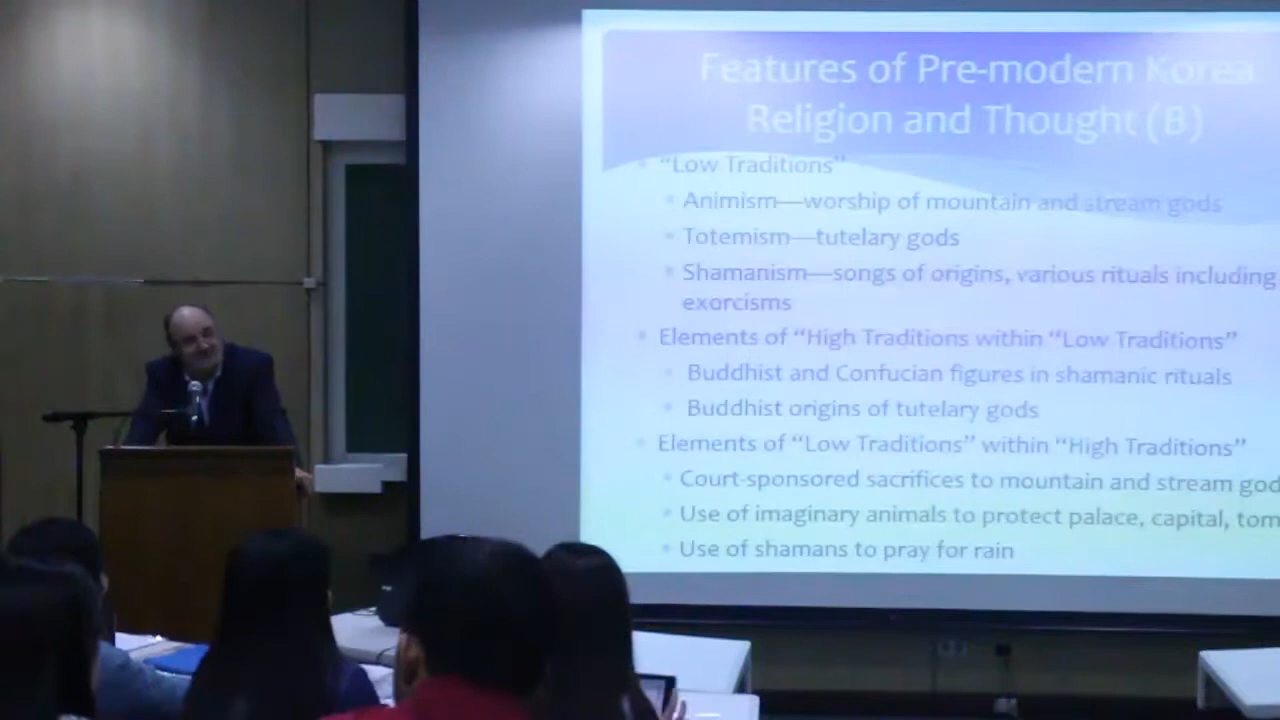 Features of Pre-modern Korea
Religion and Thought (B)
"Low Traditions"
Animism—worship of mountain and stream gods
Totemism—tutelary gods
Shamanism—songs of origins, various rituals including
exorcisms
Elements of "High Traditions within "Low Traditions"
Buddhist and Confucian figures in shamanic rituals
Buddhist origins of tutelary gods
Elements of "Low Traditions" within "High Traditions"
Court-sponsored sacrifices to mountain and stream god
Use of imaginary animals to protect palace, capital, tom
Use of shamans to pray for rain